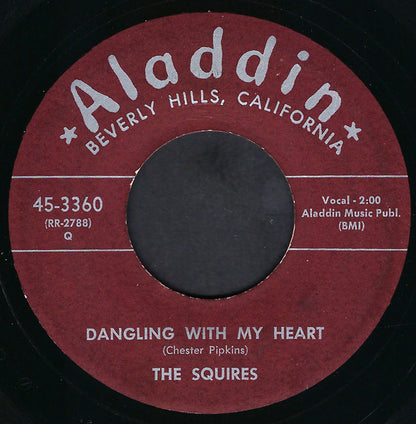 Aladdin
BEVERLY HILLS, CALIFORNIA
45-3360
(RR-2788)
Q
Vocal - 2:00
Aladdin Music Publ.
(BMI)
DANGLING WITH MY HEART
(Chester Pipkins)
THE SQUIRES